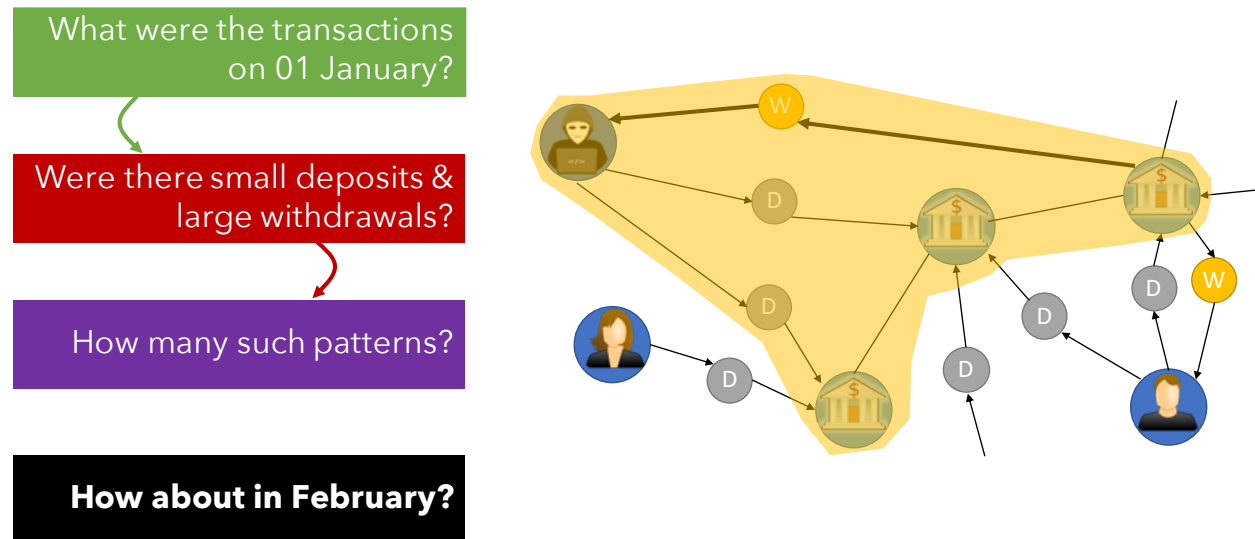 What were the transactions
on 01 January?
Were there small deposits &
large withdrawals?
How many such patterns?
How about in February?
W
$
D
$
D
W
D
D
D
D
$